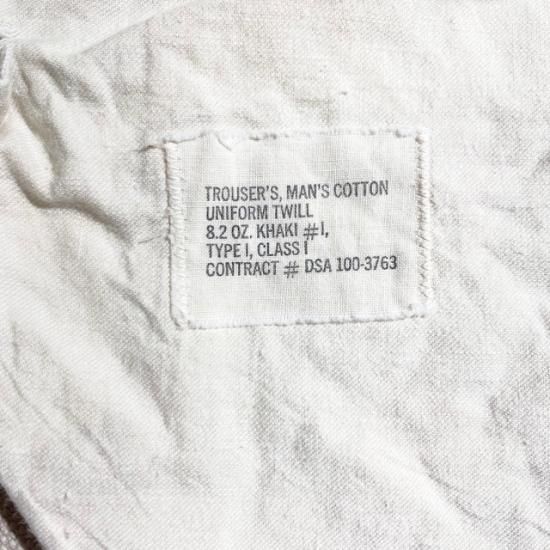 TROUSER'S, MAN'S COTTON
UNIFORM TWILL
8.2 OZ. KHAKI #1,
TYPE I, CLASS I
CONTRACT # DSA 100-3763